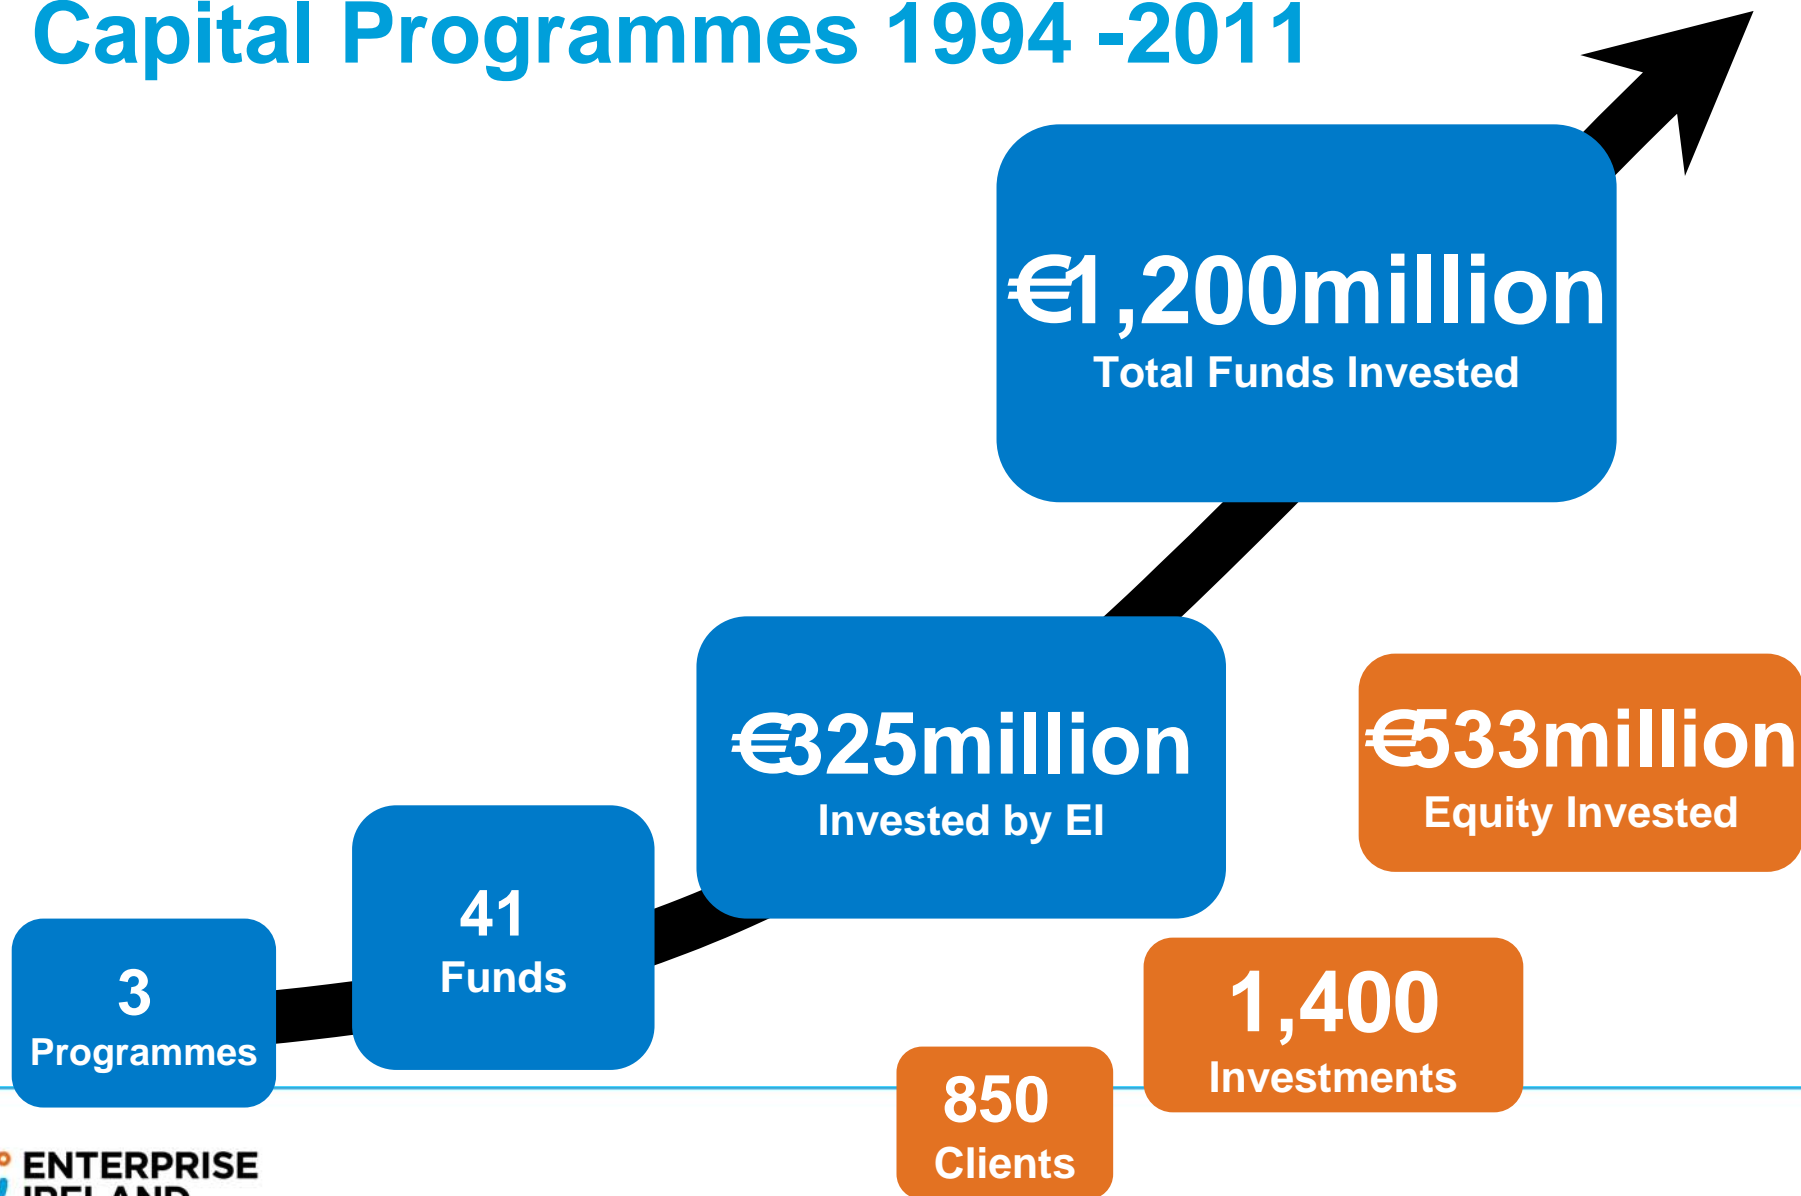 Capital Programmes 1994 -2011
€1,200million
Total Funds Invested
€325million
Invested by EI
€533million
Equity Invested
41
Funds
3
Programmes
1,400
Investments
850
Clients
ENTERPRISE
IRELAND